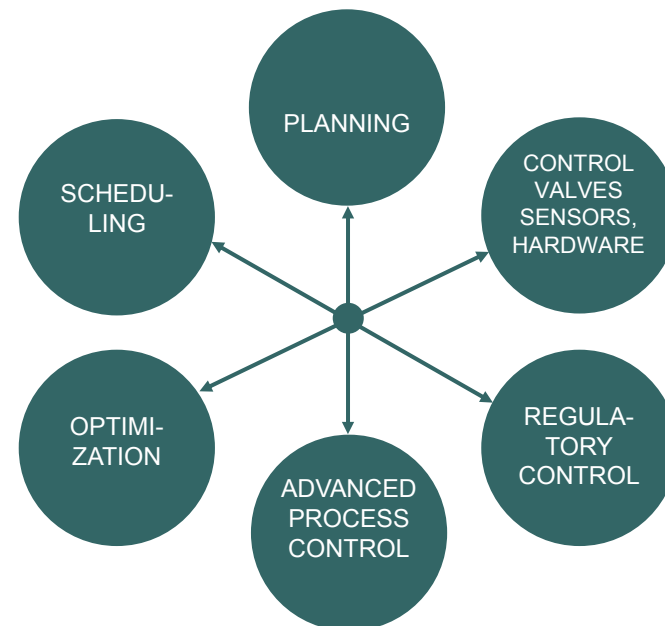 PLANNING
CONTROL
VALVES
SENSORS,
HARDWARE
SCHEDU-
LING
OPTIMI-
ZATION
REGULA-
TORY
CONTROL
ADVANCED
PROCESS
CONTROL